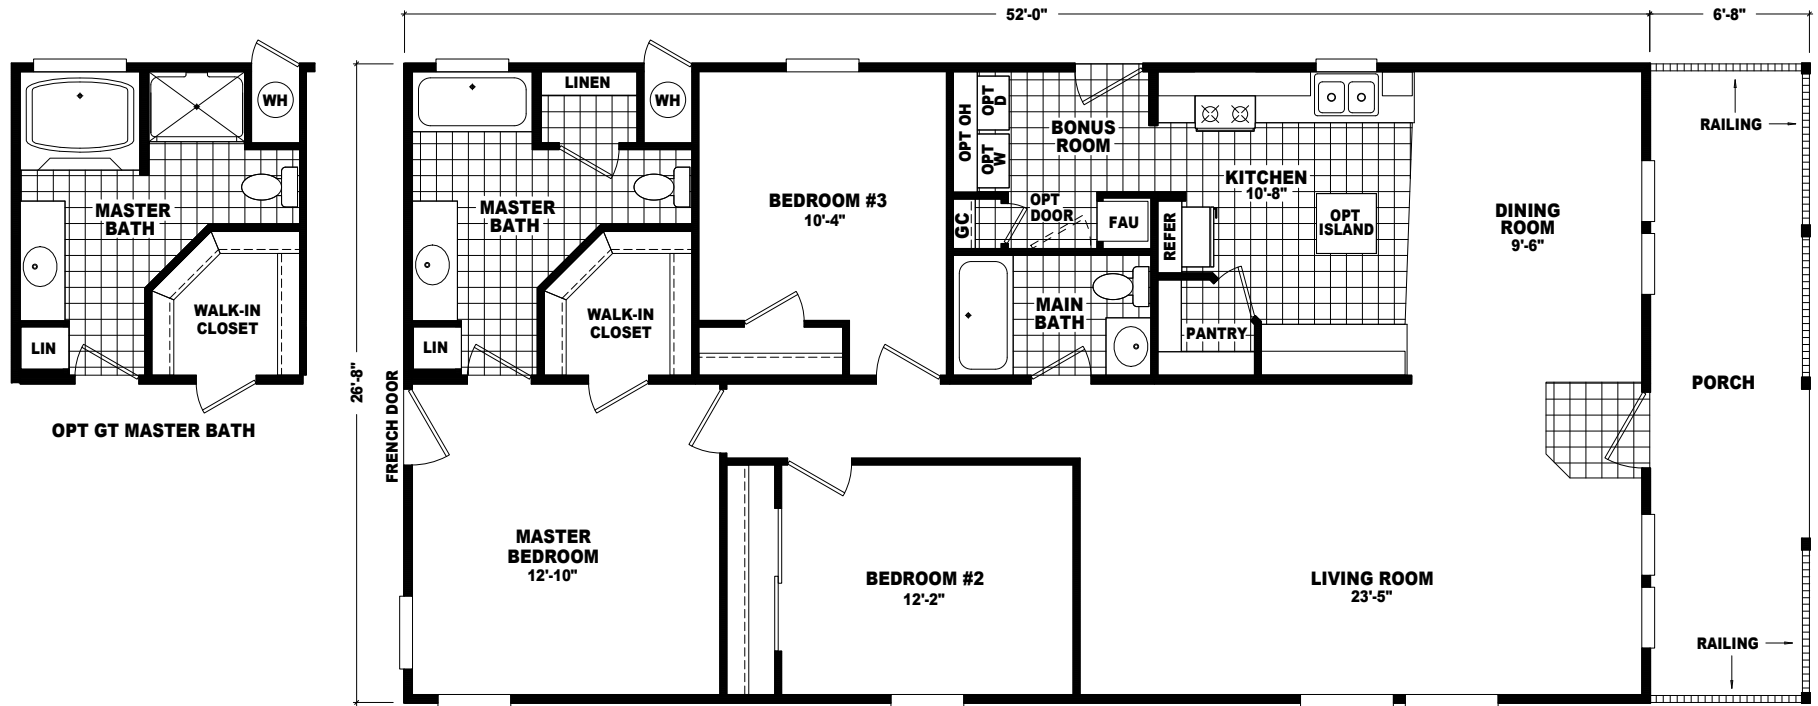 52'-0"
6'-8"
WH
MASTER
BATH
WALK-IN
CLOSET
LIN
OPT GT MASTER BATH
26'-8"
FRENCH DOOR
LINEN
WH
MASTER
BATH
WALK-IN
CLOSET
LIN
BEDROOM #3
10'-4"
OPT OH
OPT
D
OPT
W
BONUS
ROOM
GC
OPT
DOOR
FAU
REFER
KITCHEN
10'-8"
OPT
ISLAND
MAIN
BATH
PANTRY
DINING
ROOM
9'-6"
RAILING
PORCH
MASTER
BEDROOM
12'-10"
BEDROOM #2
12'-2"
LIVING ROOM
23'-5"
RAILING